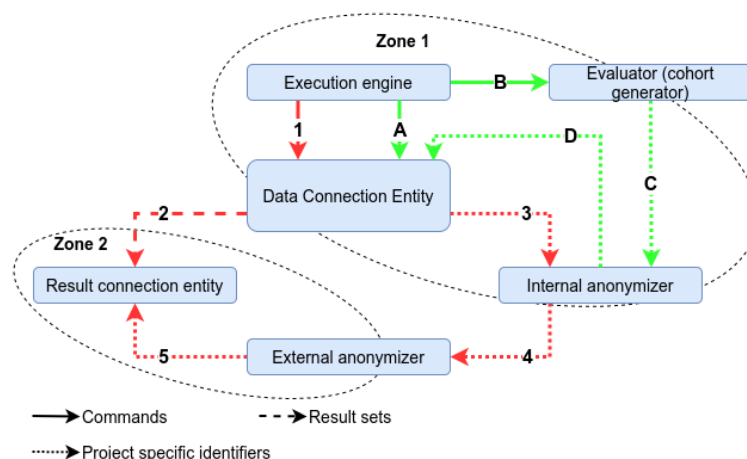 Zone 1
Execution engine
Evaluator (cohort
generator)
B
1
A
D
C
Data Connection Entity
2
3
Zone 2
Result connection entity
Internal anonymizer
External anonymizer
5
4
Commands
Result sets
Project specific identifiers